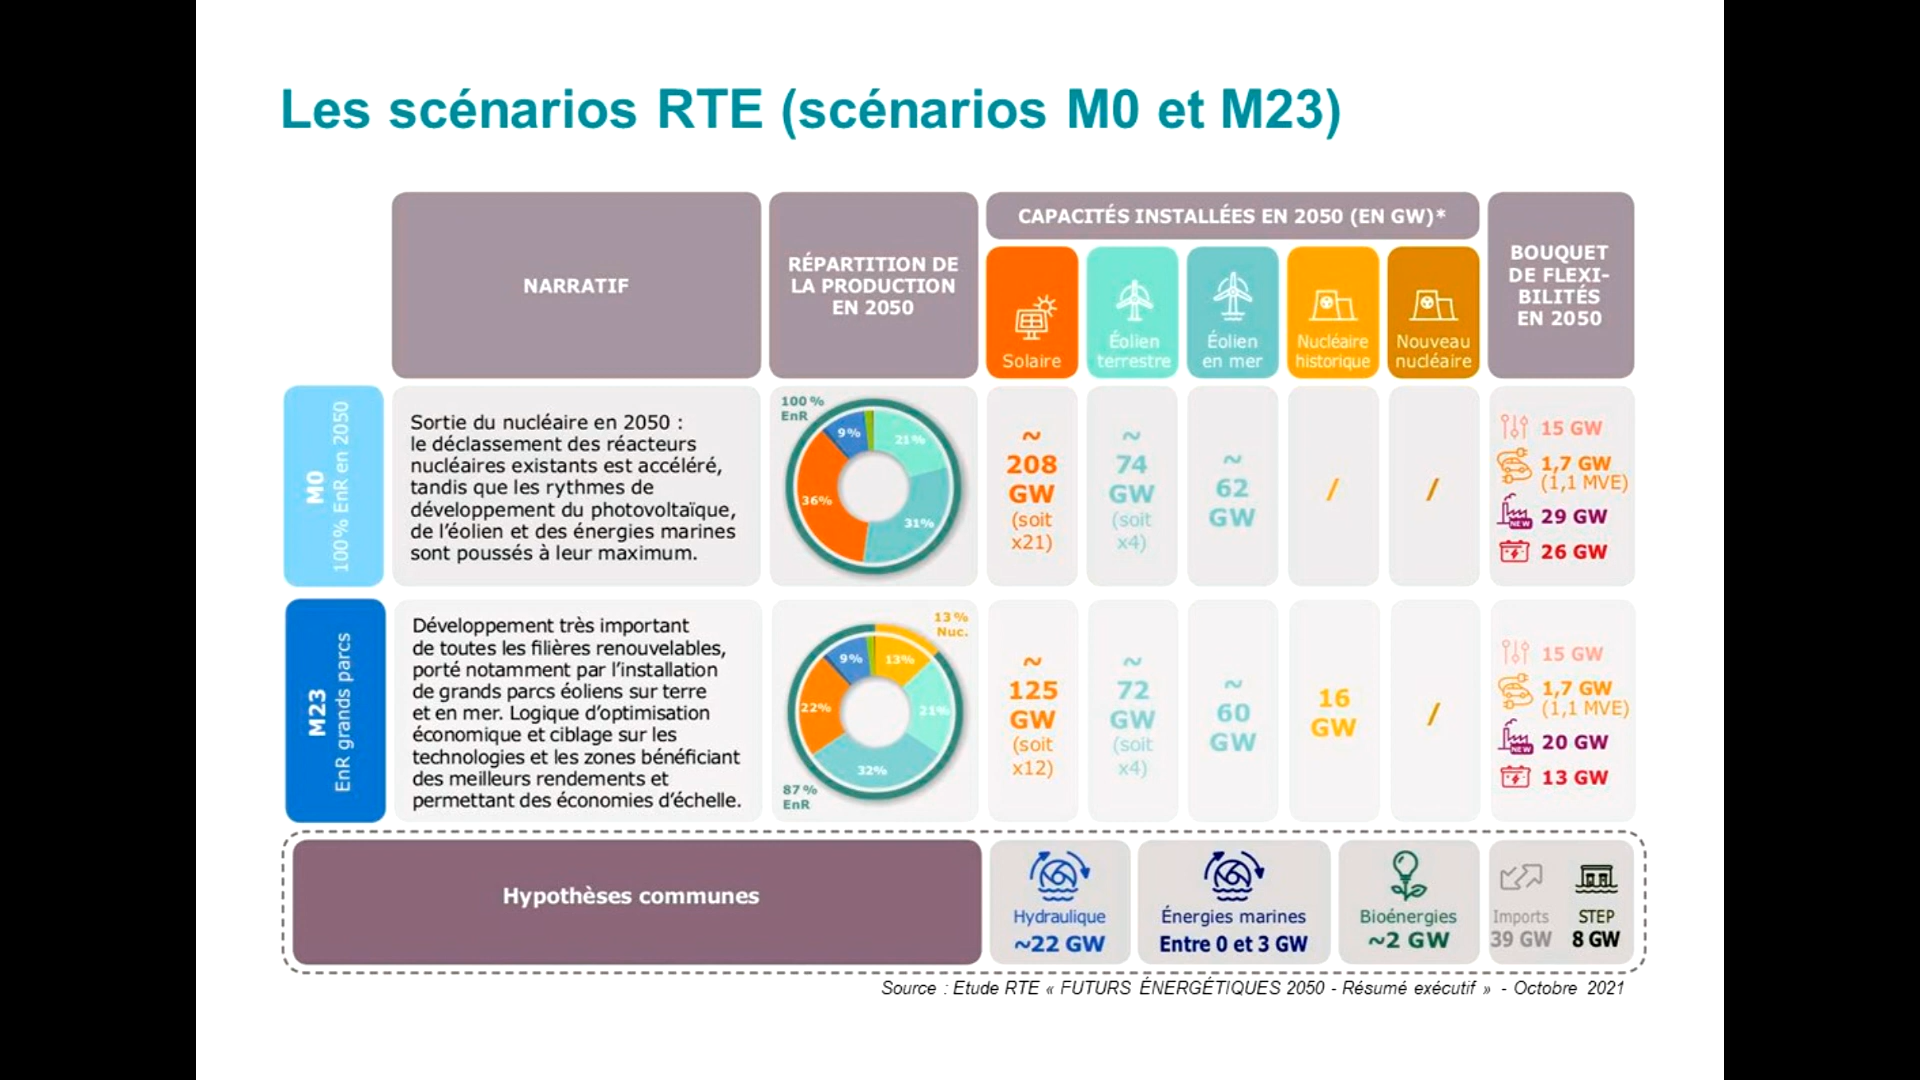 Les scénarios RTE (scénarios M0 et M23)
NARRATIF
RÉPARTITION DE
LA PRODUCTION
EN 2050
CAPACITÉS INSTALLÉES EN 2050 (EN GW)*
Solaire
Éolien
terrestre
Éolien
en mer
Nucléaire
historique
Nouveau
nucléaire
BOUQUET
DE FLEXI-
BILITÉS
EN 2050
M0
100% EnR en 2050
Sortie du nucléaire en 2050 :
le déclassement des réacteurs
nucléaires existants est accéléré,
tandis que les rythmes de
développement du photovoltaïque,
de l’éolien et des énergies marines
sont poussés à leur maximum.
100 %
EnR
9%
21%
36%
31%
~
208
GW
(soit
x21)
~
74
GW
(soit
x4)
~
62
GW
/
/
15 GW
1,7 GW
(1,1 MVE)
NEW
29 GW
26 GW
M23
EnR grands parcs
Développement très important
de toutes les filières renouvelables,
porté notamment par l’installation
de grands parcs éoliens sur terre
et en mer. Logique d’optimisation
économique et ciblage sur les
technologies et les zones bénéficiant
des meilleurs rendements et
permettant des économies d’échelle.
13 %
Nuc.
9%
13%
22%
21%
32%
87 %
EnR
~
125
GW
(soit
x12)
~
72
GW
(soit
x4)
~
60
GW
16
GW
/
15 GW
1,7 GW
(1,1 MVE)
NEW
20 GW
13 GW
Hypothèses communes
Hydraulique
~22 GW
Énergies marines
Entre 0 et 3 GW
Bioénergies
~2 GW
Imports
39 GW
STEP
8 GW
Source : Etude RTE « FUTURS ÉNERGÉTIQUES 2050 - Résumé exécutif » - Octobre 2021